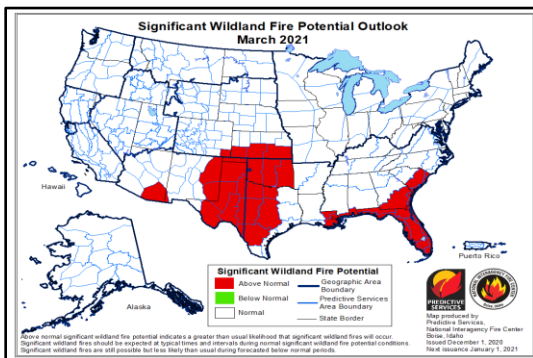 Significant Wildland Fire Potential Outlook
March 2021
Hawaii
Alaska
Puerto Rico
Significant Wildland Fire Potential
Above Normal
Below Normal
Normal
Geographic Area
Boundary
Predictive Services
Area Boundary
State Border
PREDICTIVE
SERVICES
NATIONAL INTERAGENCY FIRE CENTER
Map produced by
Predictive Services,
National Interagency Fire Center
Boise, Idaho
Issued December 1, 2020
Next issuance January 1, 2021
Above normal significant wildland fire potential indicates a greater than usual likelihood that significant wildland fires will occur.
Significant wildland fires should be expected at typical times and intervals during normal significant wildland fire potential conditions.
Significant wildland fires are still possible but less likely than usual during forecasted below normal periods.